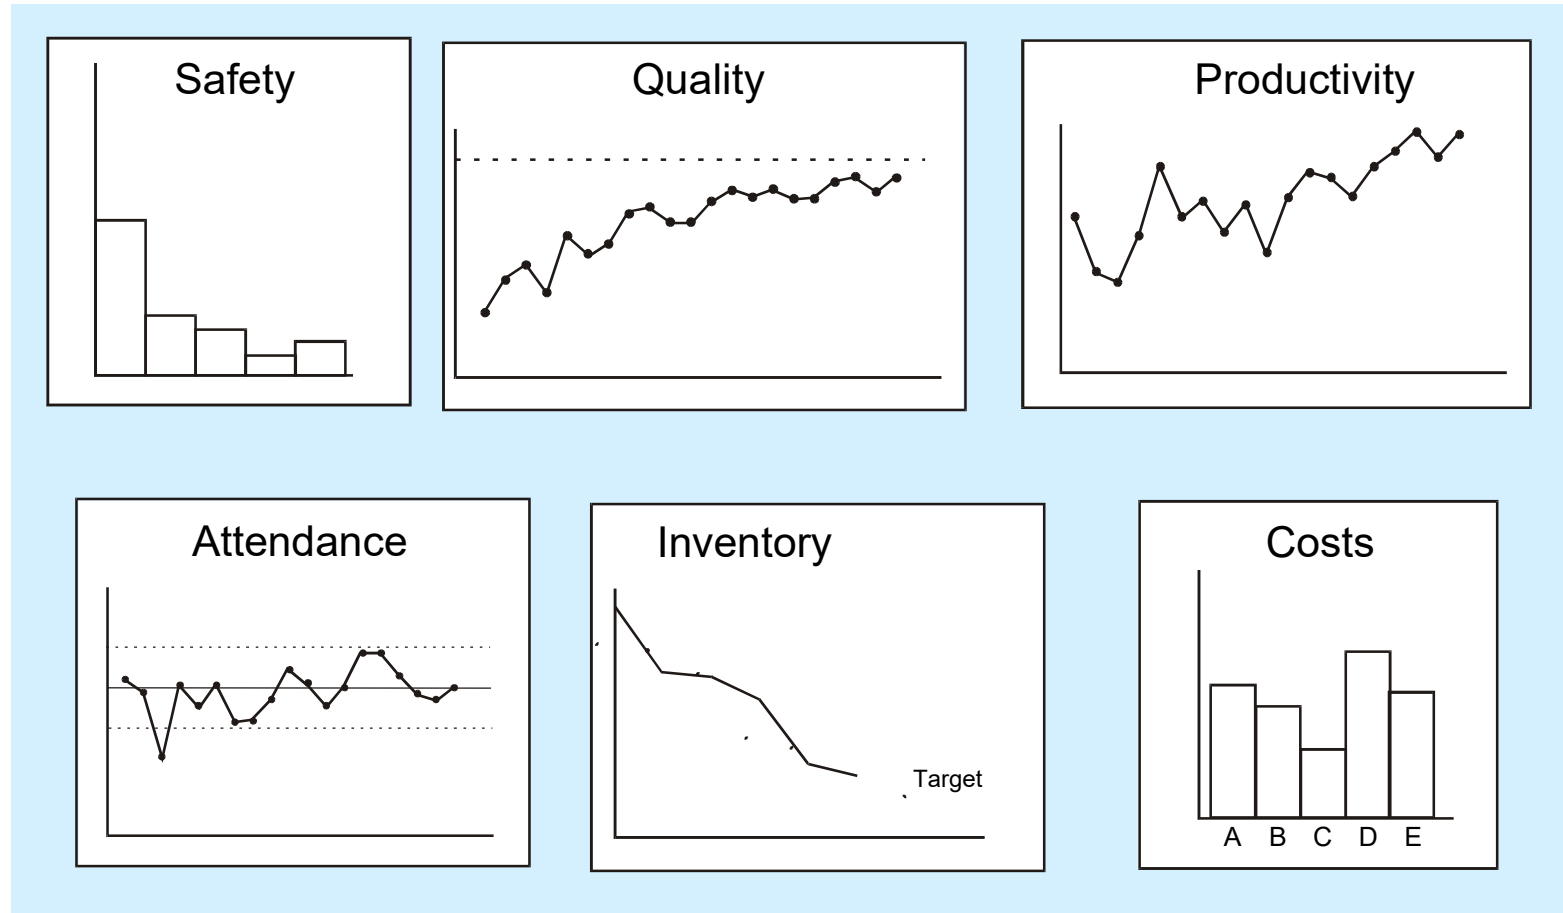 Safety
Quality
Productivity
Attendance
Inventory
Target
Costs
A B C D E